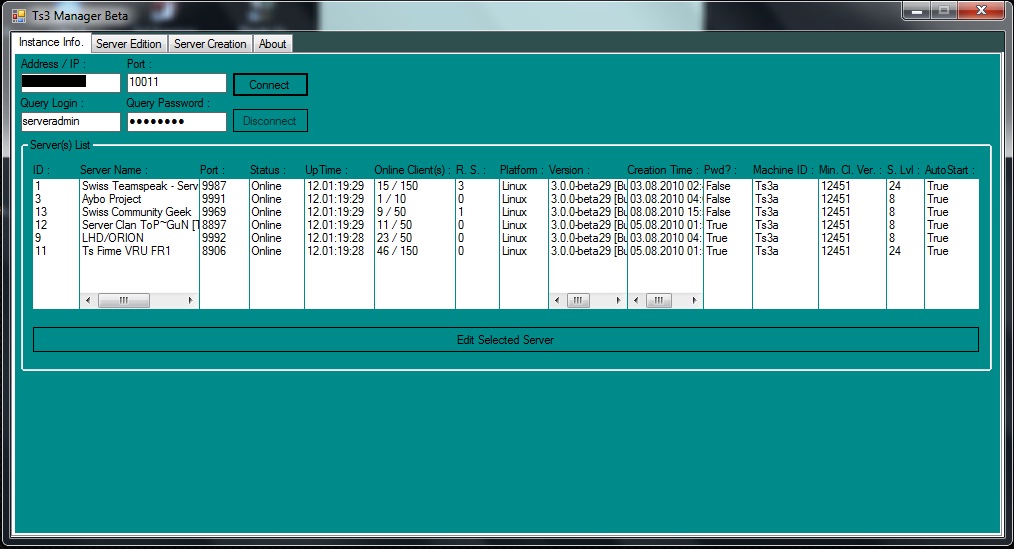 Ts3 Manager Beta
Instance Info. Server Edition Server Creation About
Address / IP : Port :
10011 Connect
Query Login : Query Password :
serveradmin ●●●●●●●● Disconnect
Server(s) List
ID : Server Name : Port : Status : UpTime : Online Client(s) : R. S. : Platform : Version : Creation Time : Pwd? : Machine ID : Min. Cl. Ver. : S. Lvl : AutoStart :
1 Swiss Teamspeak - Serv 9987 Online 12.01:19:29 15 / 150 3 Linux 3.0.0-beta29 [Bu 03.08.2010 02: False Ts3a 12451 24 True
3 Aybo Project 9991 Online 12.01:19:29 1 / 10 0 Linux 3.0.0-beta29 [Bu 03.08.2010 04: False Ts3a 12451 8 True
13 Swiss Community Geek 9969 Online 12.01:19:29 9 / 50 1 Linux 3.0.0-beta29 [Bu 08.08.2010 15: False Ts3a 12451 8 True
12 Server Clan ToP~GuN [T 8897 Online 12.01:19:29 11 / 50 0 Linux 3.0.0-beta29 [Bu 05.08.2010 01: True Ts3a 12451 8 True
9 LHD/ORION 9992 Online 12.01:19:28 23 / 50 0 Linux 3.0.0-beta29 [Bu 03.08.2010 04: True Ts3a 12451 8 True
11 Ts Firme VRU FR1 8906 Online 12.01:19:28 46 / 150 0 Linux 3.0.0-beta29 [Bu 05.08.2010 01: True Ts3a 12451 24 True
Edit Selected Server